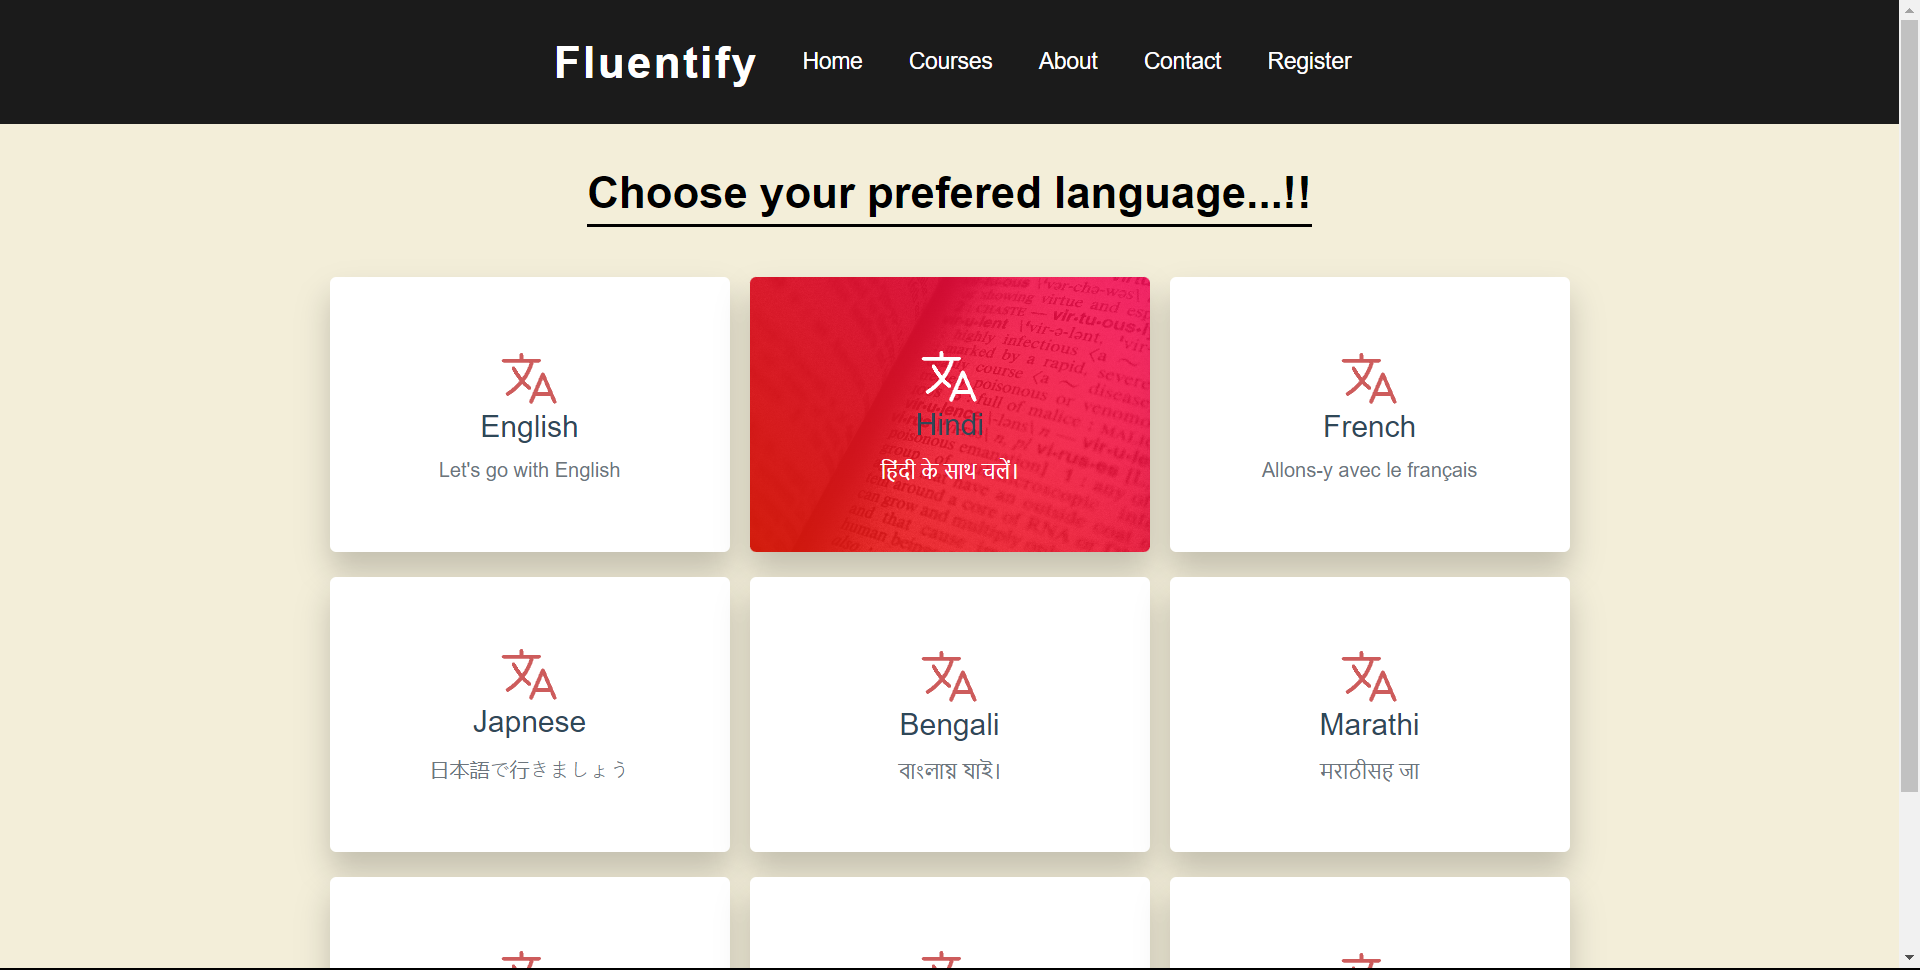 Fluentify Home Courses About Contact Register
Choose your prefered language...!!
English
Let's go with English
Hindi
हिंदी के साथ चलें।
French
Allons-y avec le français
Japnese
日本語で行きましょう
Bengali
বাংলায় যাই।
Marathi
मराठीसह जा